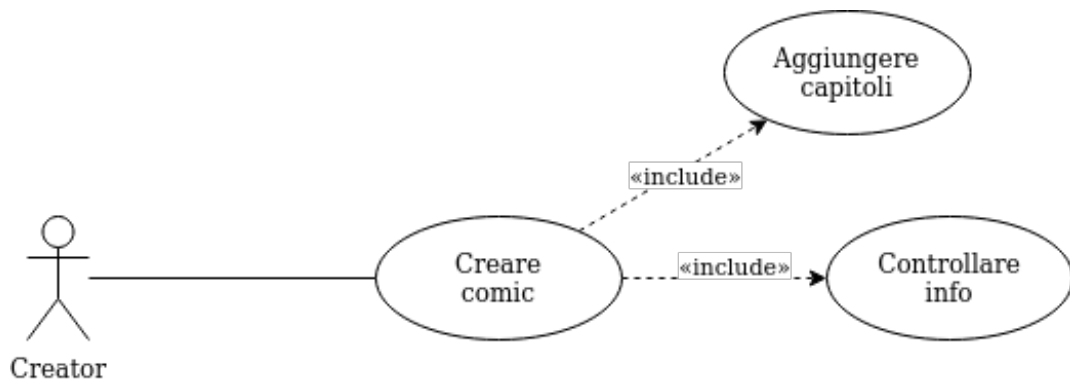 Aggiungere
capitoli
«include»
Creare
comic
«include»
Controllare
info
Creator